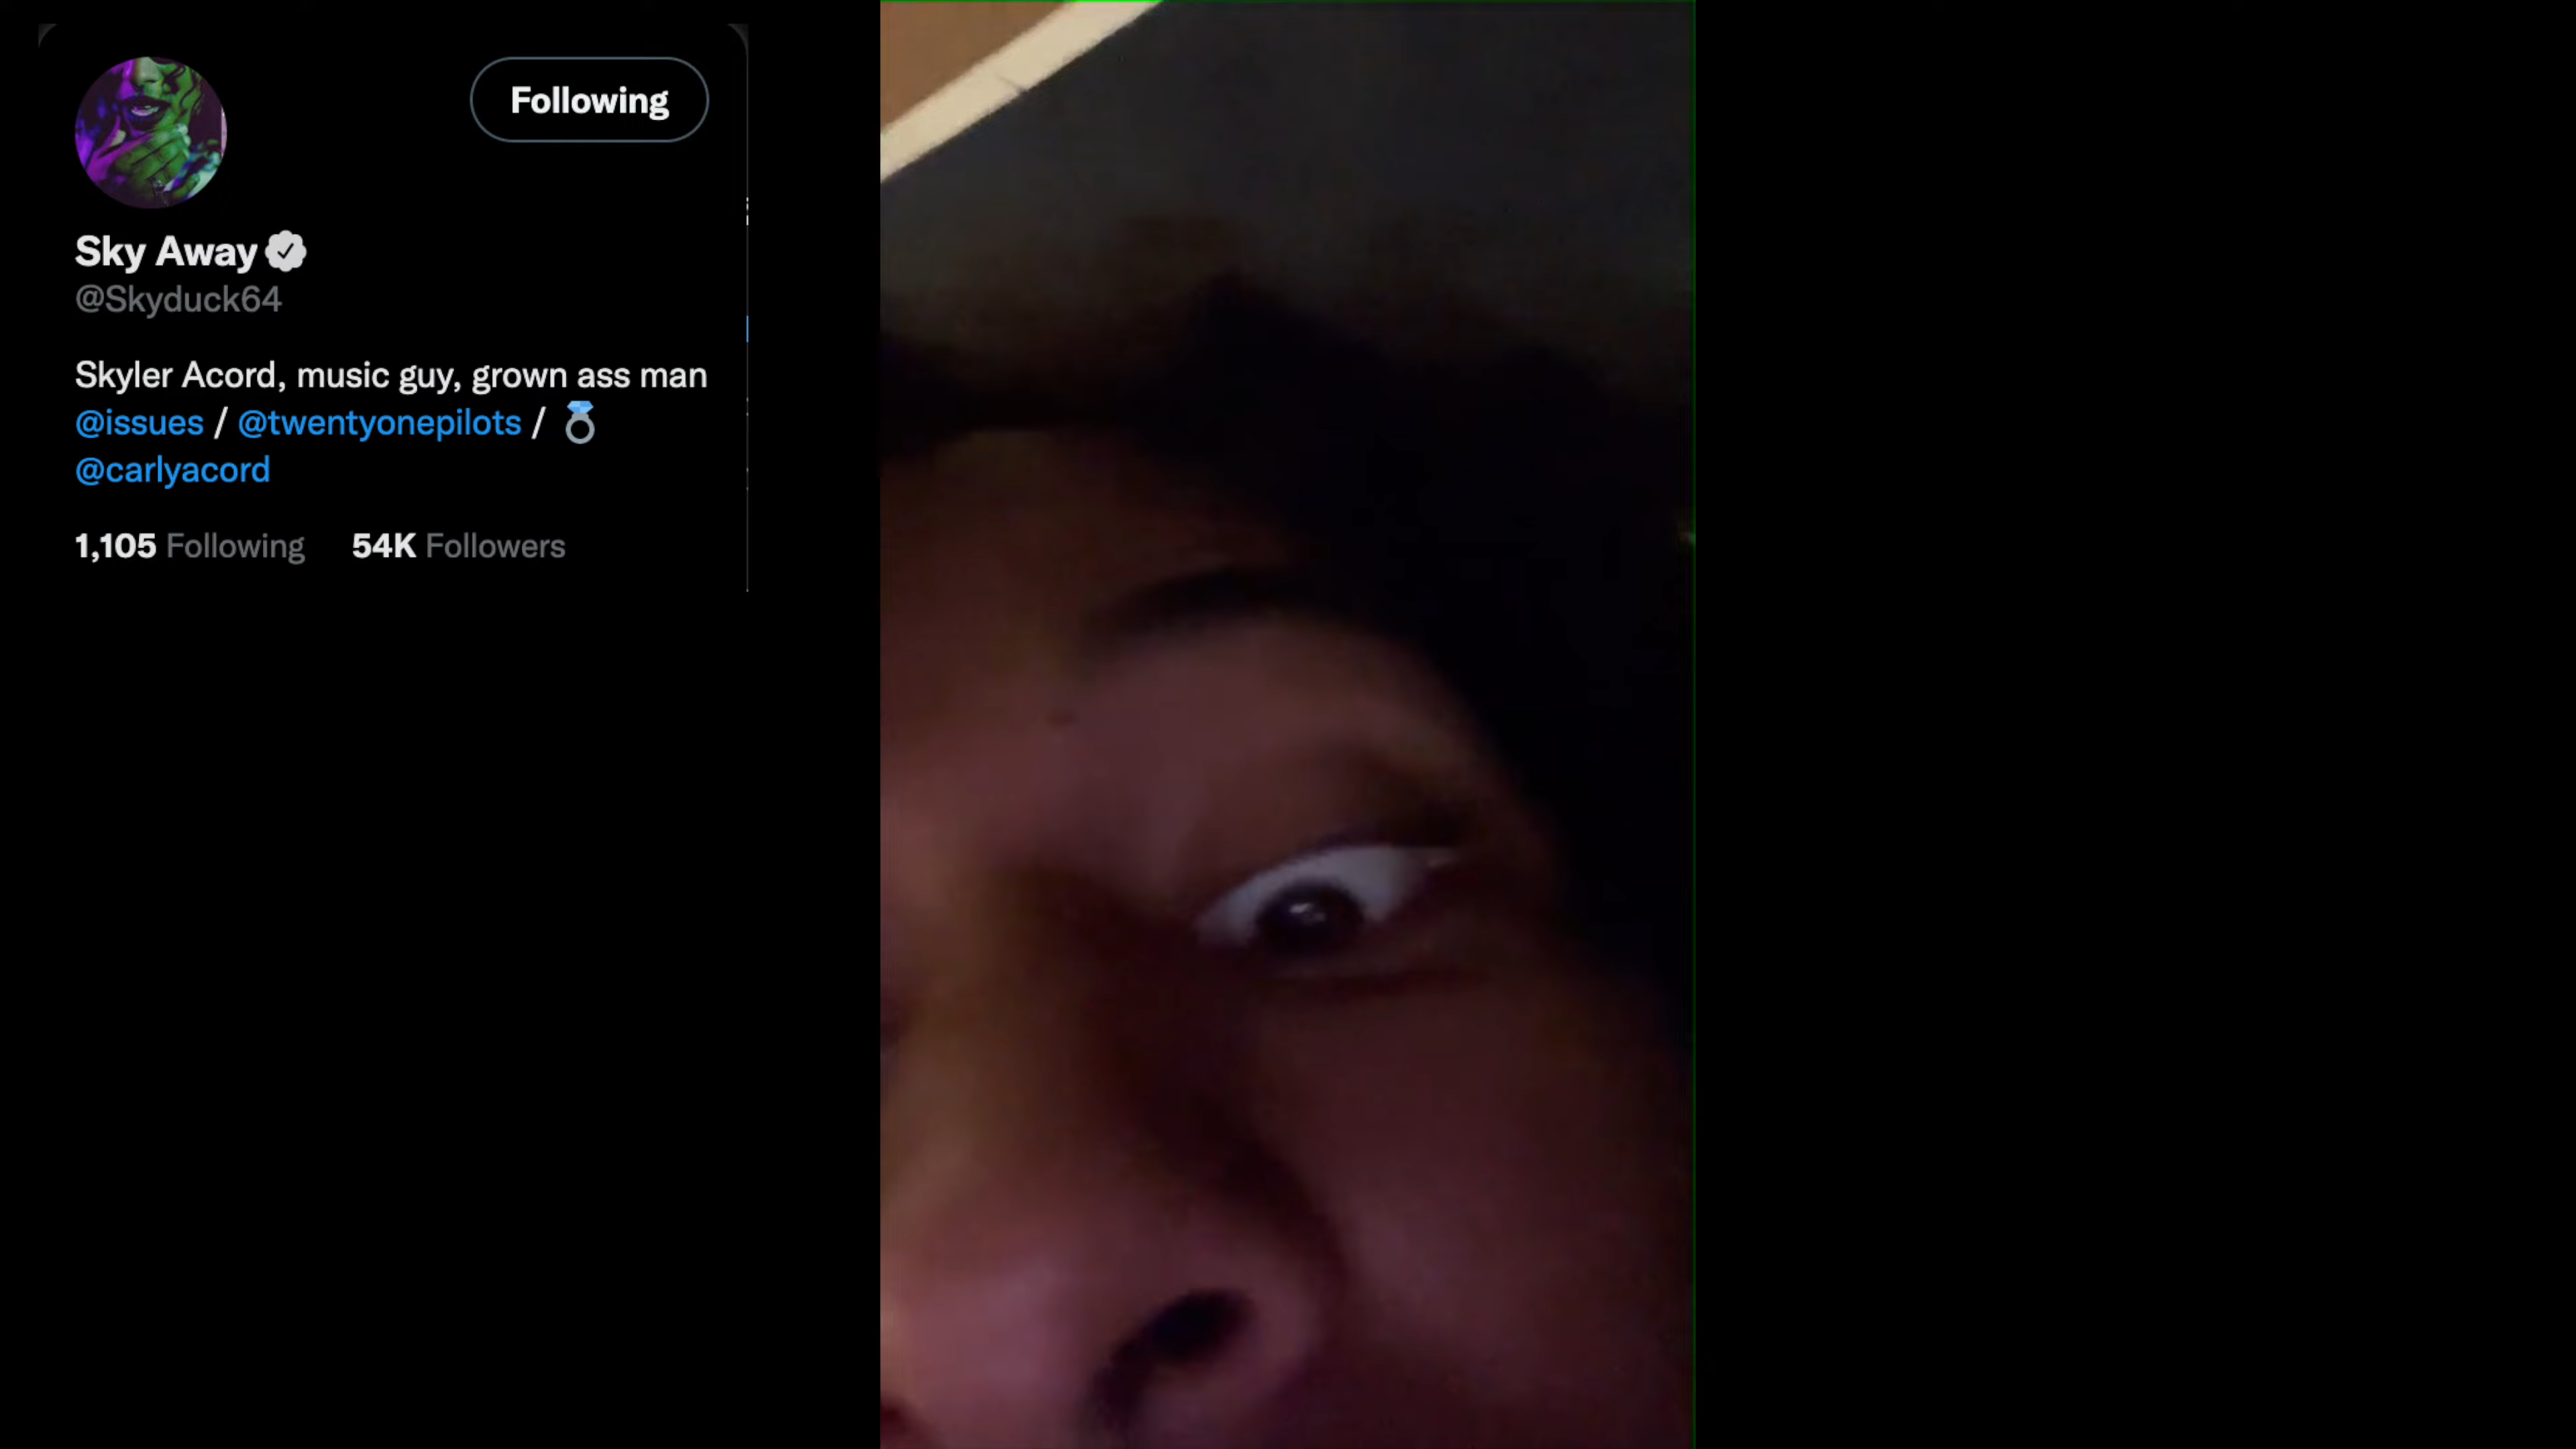 Following
Sky Away
@Skyduck64
Skyler Acord, music guy, grown ass man
@issues / @twentyonepilots / 💍
@carlyacord
1,105 Following 54K Followers